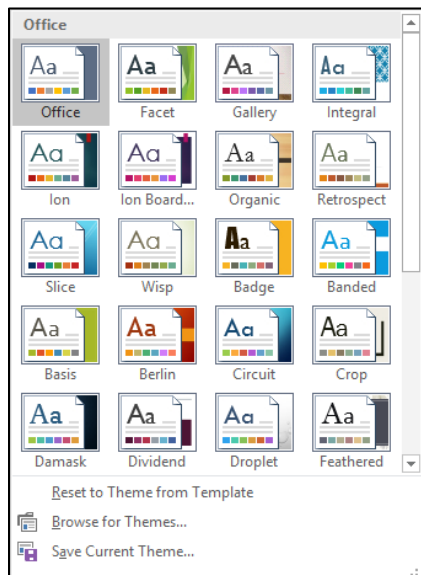 Office
Aa Aa Aa Aa
Office Facet Gallery Integral
Aa Aa Aa Aa
Ion Ion Board... Organic Retrospect
Aa Aa Aa Aa
Slice Wisp Badge Banded
Aa Aa Aa Aa
Basis Berlin Circuit Crop
Aa Aa Aa Aa
Damask Dividend Droplet Feathered
Reset to Theme from Template
Browse for Themes...
Save Current Theme...